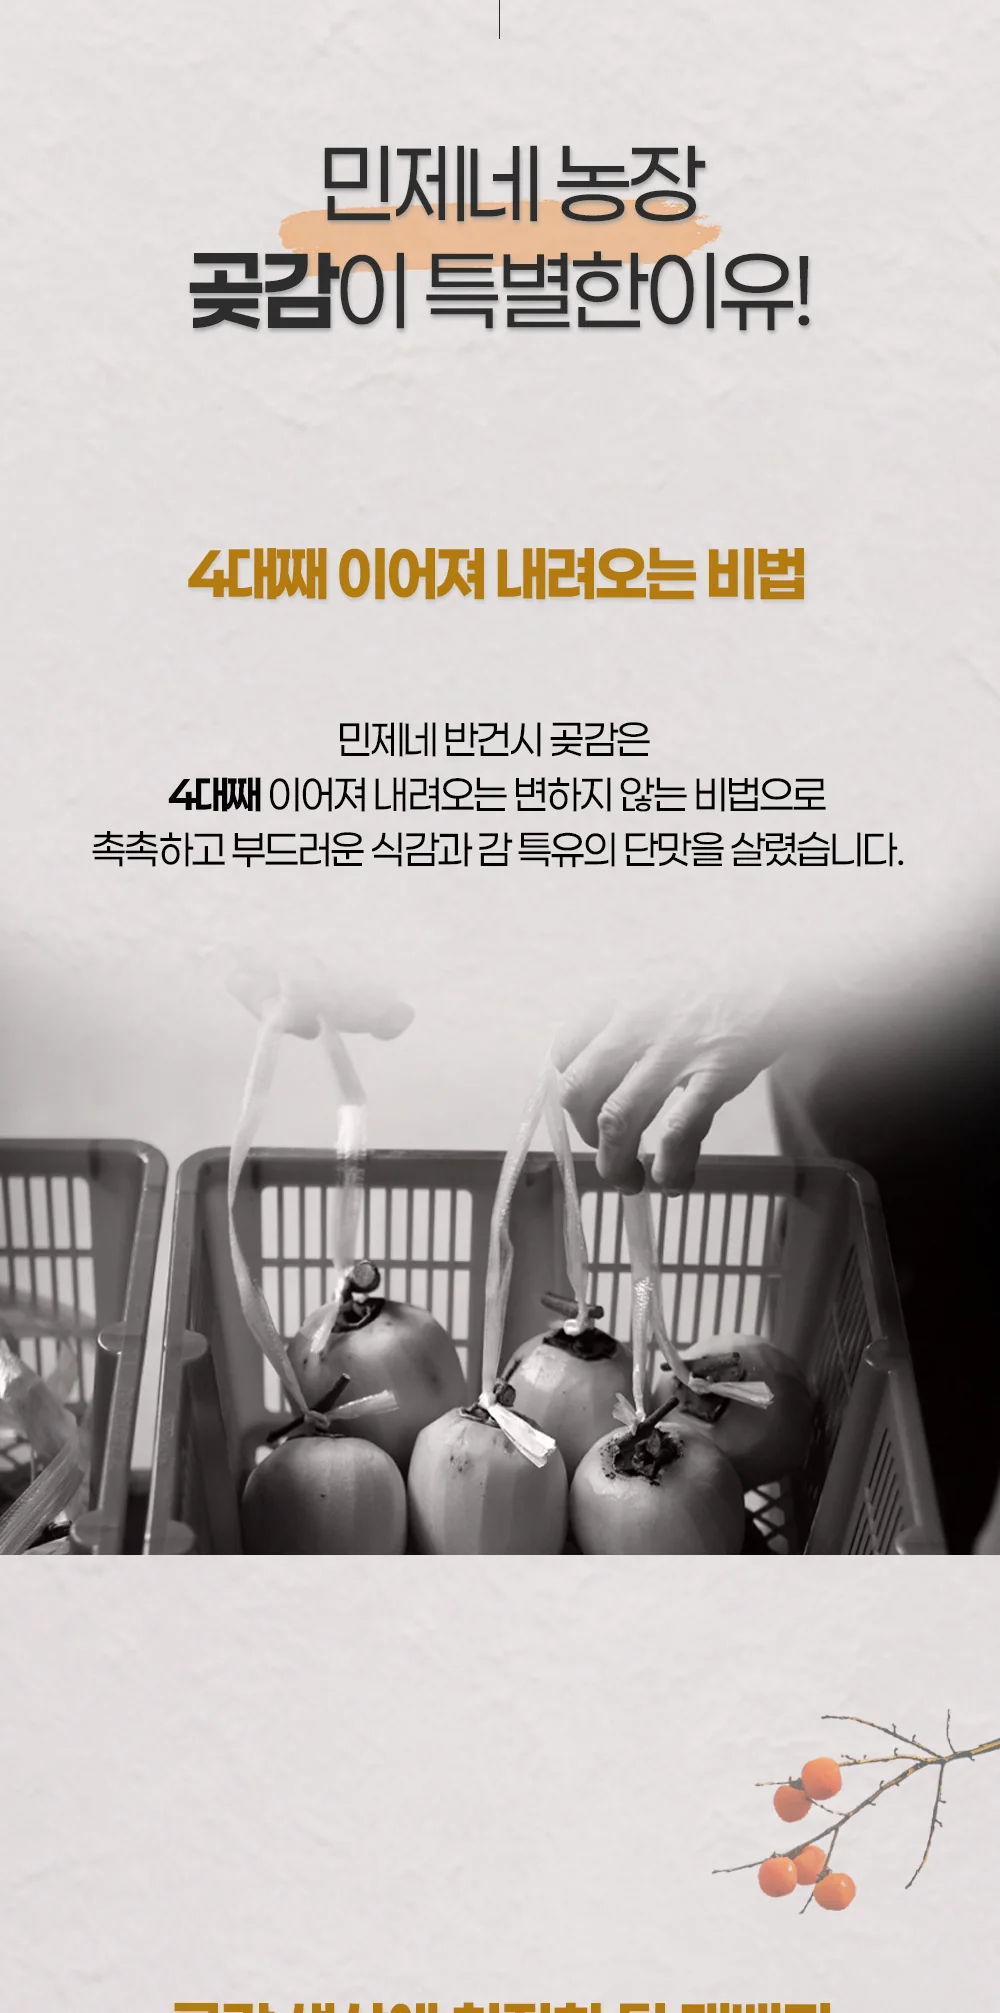 민제네 농장
곶감이 특별한이유!
4대째 이어져 내려오는 비법
민제네 반건시 곶감은
4대째 이어져 내려오는 변하지 않는 비법으로
촉촉하고 부드러운 식감과 감 특유의 단맛을 살렸습니다.